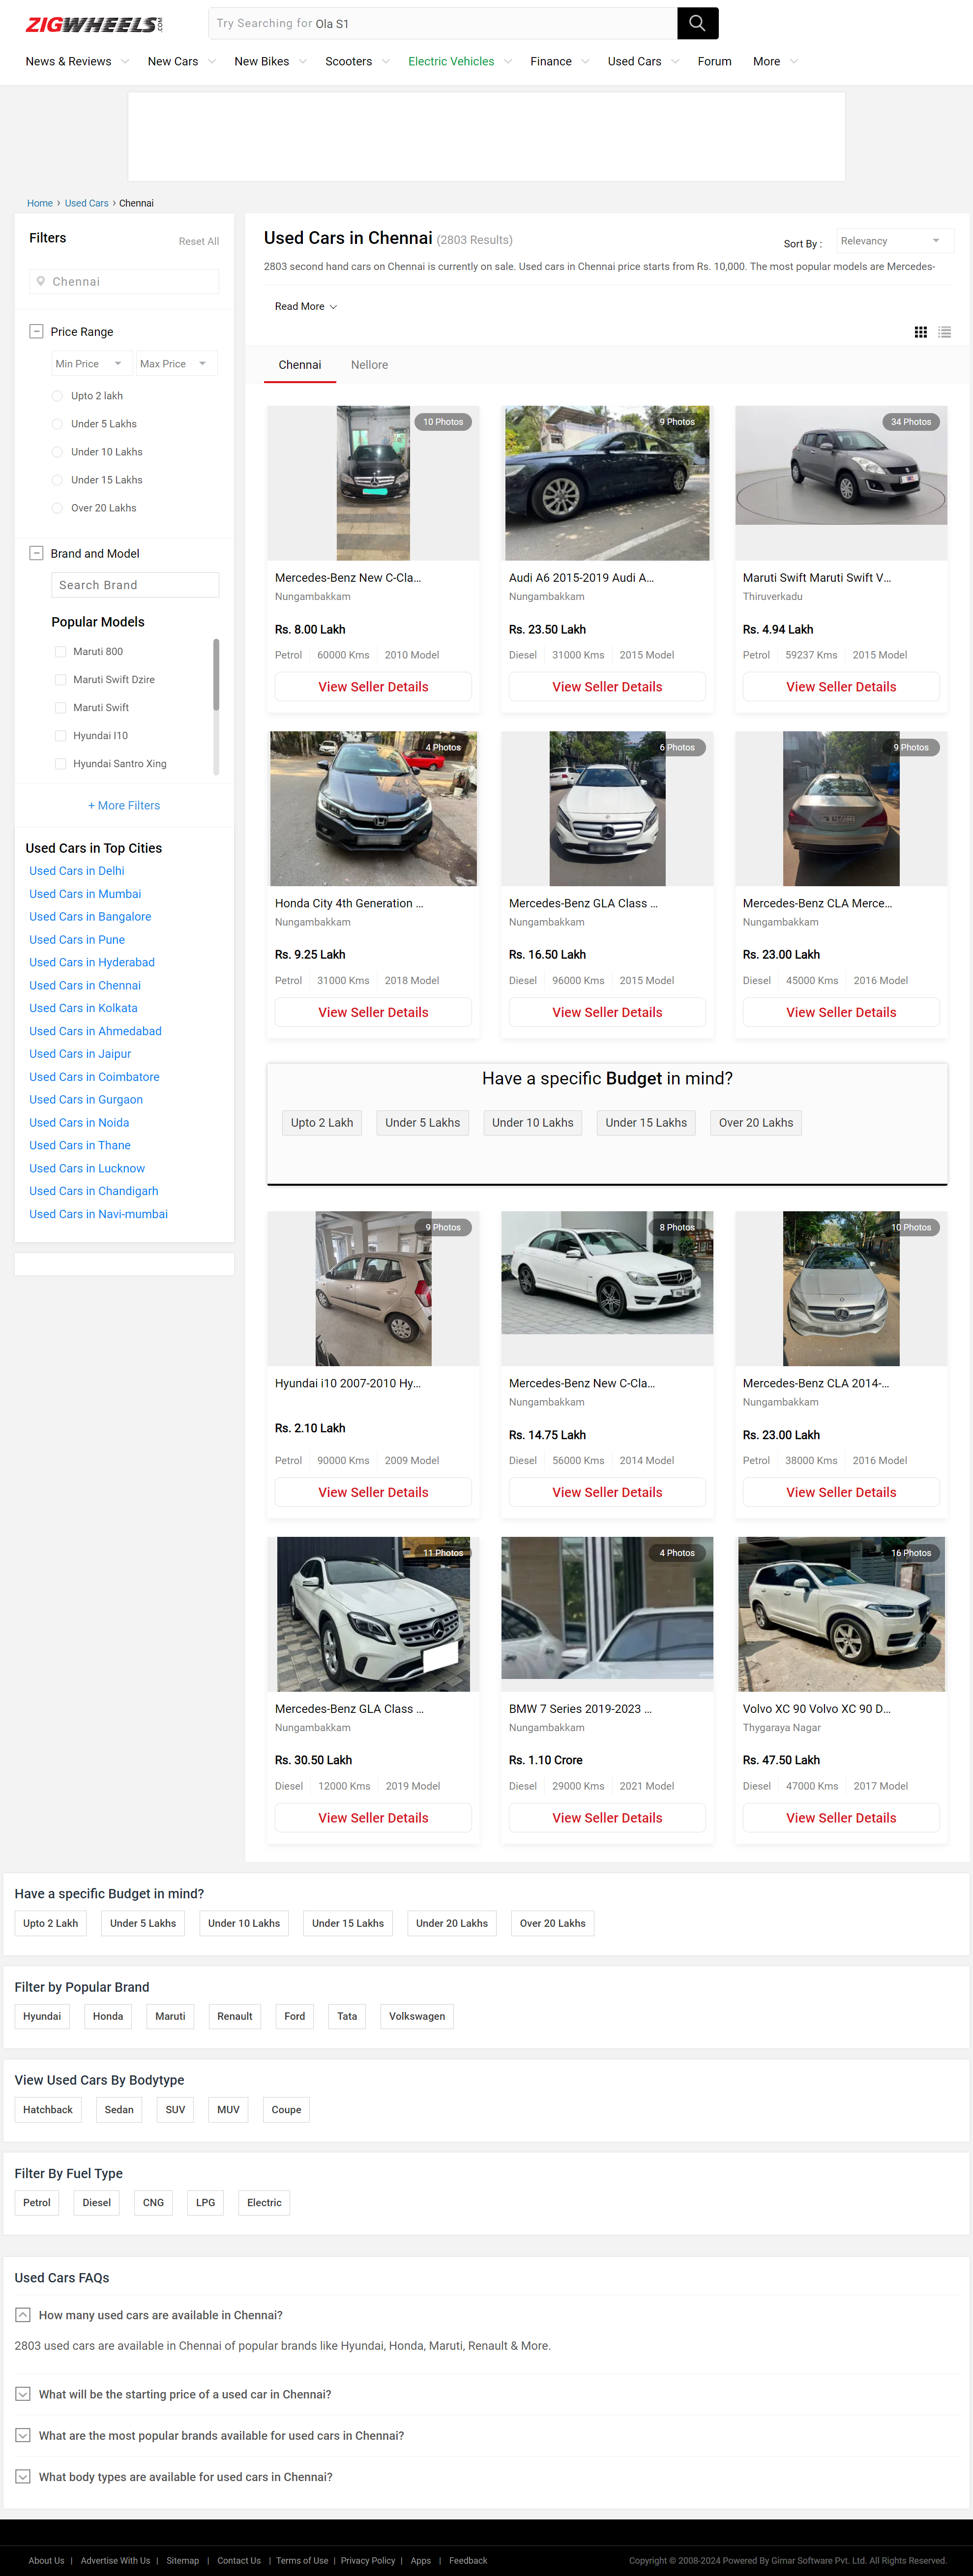 ZIGWHEELS.COM
Try Searching for Ola S1
News & Reviews New Cars New Bikes Scooters Electric Vehicles Finance Used Cars Forum More
Home › Used Cars › Chennai
Filters
Reset All
Chennai
Price Range
Min Price Max Price
Upto 2 lakh
Under 5 Lakhs
Under 10 Lakhs
Under 15 Lakhs
Over 20 Lakhs
Brand and Model
Search Brand
Popular Models
Maruti 800
Maruti Swift Dzire
Maruti Swift
Hyundai I10
Hyundai Santro Xing
+ More Filters
Used Cars in Top Cities
Used Cars in Delhi
Used Cars in Mumbai
Used Cars in Bangalore
Used Cars in Pune
Used Cars in Hyderabad
Used Cars in Chennai
Used Cars in Kolkata
Used Cars in Ahmedabad
Used Cars in Jaipur
Used Cars in Coimbatore
Used Cars in Gurgaon
Used Cars in Noida
Used Cars in Thane
Used Cars in Lucknow
Used Cars in Chandigarh
Used Cars in Navi-mumbai
Used Cars in Chennai (2803 Results)
Sort By : Relevancy
2803 second hand cars on Chennai is currently on sale. Used cars in Chennai price starts from Rs. 10,000. The most popular models are Mercedes-
Read More
Chennai Nellore
10 Photos
Mercedes-Benz New C-Cla...
Nungambakkam
Rs. 8.00 Lakh
Petrol 60000 Kms 2010 Model
View Seller Details
9 Photos
Audi A6 2015-2019 Audi A...
Nungambakkam
Rs. 23.50 Lakh
Diesel 31000 Kms 2015 Model
View Seller Details
34 Photos
Maruti Swift Maruti Swift V...
Thiruverkadu
Rs. 4.94 Lakh
Petrol 59237 Kms 2015 Model
View Seller Details
4 Photos
Honda City 4th Generation ...
Nungambakkam
Rs. 9.25 Lakh
Petrol 31000 Kms 2018 Model
View Seller Details
6 Photos
Mercedes-Benz GLA Class ...
Nungambakkam
Rs. 16.50 Lakh
Diesel 96000 Kms 2015 Model
View Seller Details
9 Photos
Mercedes-Benz CLA Merce...
Nungambakkam
Rs. 23.00 Lakh
Diesel 45000 Kms 2016 Model
View Seller Details
Have a specific Budget in mind?
Upto 2 Lakh Under 5 Lakhs Under 10 Lakhs Under 15 Lakhs Over 20 Lakhs
9 Photos
Hyundai i10 2007-2010 Hy...
Rs. 2.10 Lakh
Petrol 90000 Kms 2009 Model
View Seller Details
8 Photos
Mercedes-Benz New C-Cla...
Nungambakkam
Rs. 14.75 Lakh
Diesel 56000 Kms 2014 Model
View Seller Details
10 Photos
Mercedes-Benz CLA 2014-...
Nungambakkam
Rs. 23.00 Lakh
Petrol 38000 Kms 2016 Model
View Seller Details
11 Photos
Mercedes-Benz GLA Class ...
Nungambakkam
Rs. 30.50 Lakh
Diesel 12000 Kms 2019 Model
View Seller Details
4 Photos
BMW 7 Series 2019-2023 ...
Nungambakkam
Rs. 1.10 Crore
Diesel 29000 Kms 2021 Model
View Seller Details
16 Photos
Volvo XC 90 Volvo XC 90 D...
Thygaraya Nagar
Rs. 47.50 Lakh
Diesel 47000 Kms 2017 Model
View Seller Details
Have a specific Budget in mind?
Upto 2 Lakh Under 5 Lakhs Under 10 Lakhs Under 15 Lakhs Under 20 Lakhs Over 20 Lakhs
Filter by Popular Brand
Hyundai Honda Maruti Renault Ford Tata Volkswagen
View Used Cars By Bodytype
Hatchback Sedan SUV MUV Coupe
Filter By Fuel Type
Petrol Diesel CNG LPG Electric
Used Cars FAQs
How many used cars are available in Chennai?
2803 used cars are available in Chennai of popular brands like Hyundai, Honda, Maruti, Renault & More.
What will be the starting price of a used car in Chennai?
What are the most popular brands available for used cars in Chennai?
What body types are available for used cars in Chennai?
About Us | Advertise With Us | Sitemap | Contact Us | Terms of Use | Privacy Policy | Apps | Feedback
Copyright © 2008-2024 Powered By Girnar Software Pvt. Ltd. All Rights Reserved.